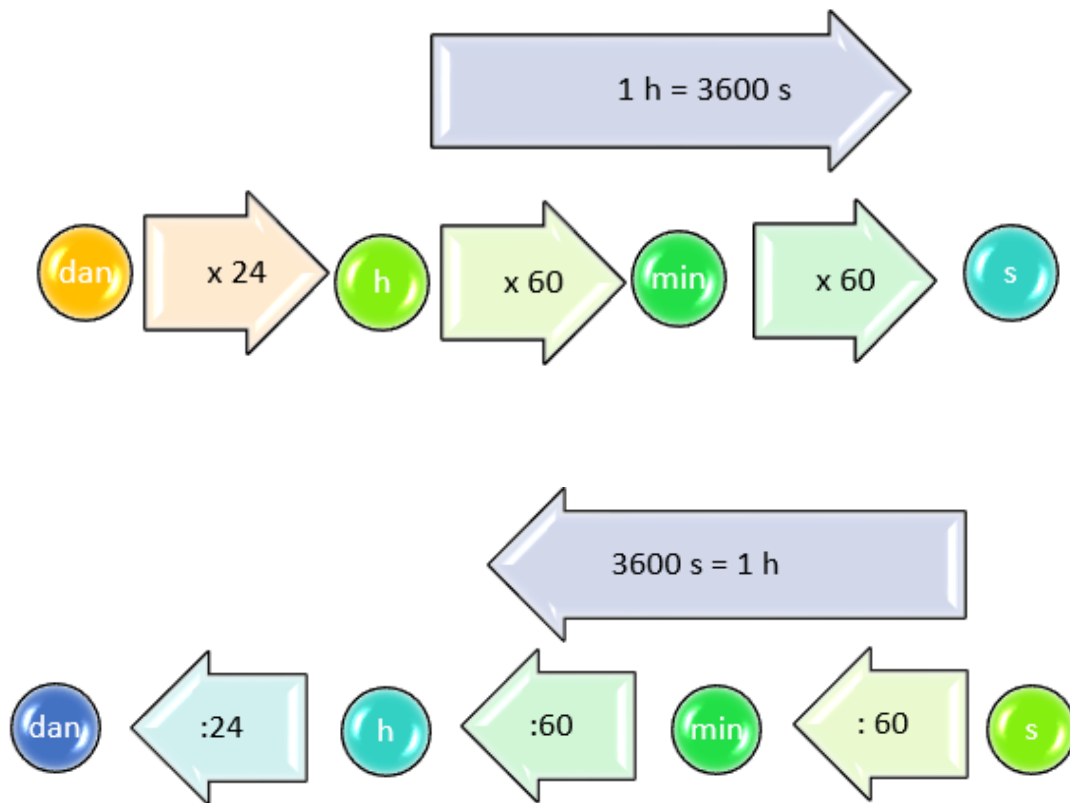 1 h = 3600 s
dan x 24 h x 60 min x 60 s
3600 s = 1 h
dan :24 h :60 min : 60 s